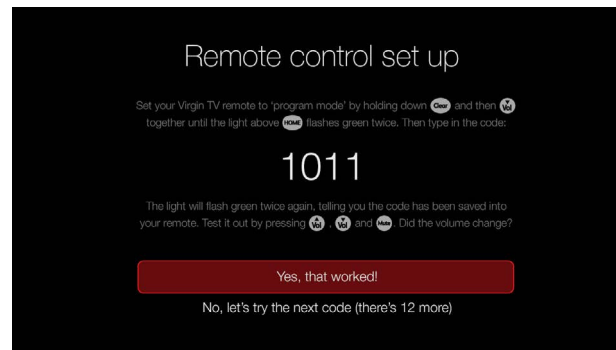 Remote control set up
Set your Virgin TV remote to 'program mode' by holding down Clear and then Vol
together until the light above HOME flashes green twice. Then type in the code:
1011
The light will flash green twice again, telling you the code has been saved into
your remote. Test it out by pressing Vol , Vol and Mute. Did the volume change?
Yes, that worked!
No, let's try the next code (there's 12 more)